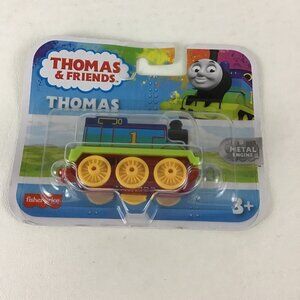 THOMAS
& FRIENDS
THOMAS
1
METAL
ENGINE
Fisher-Price
3+